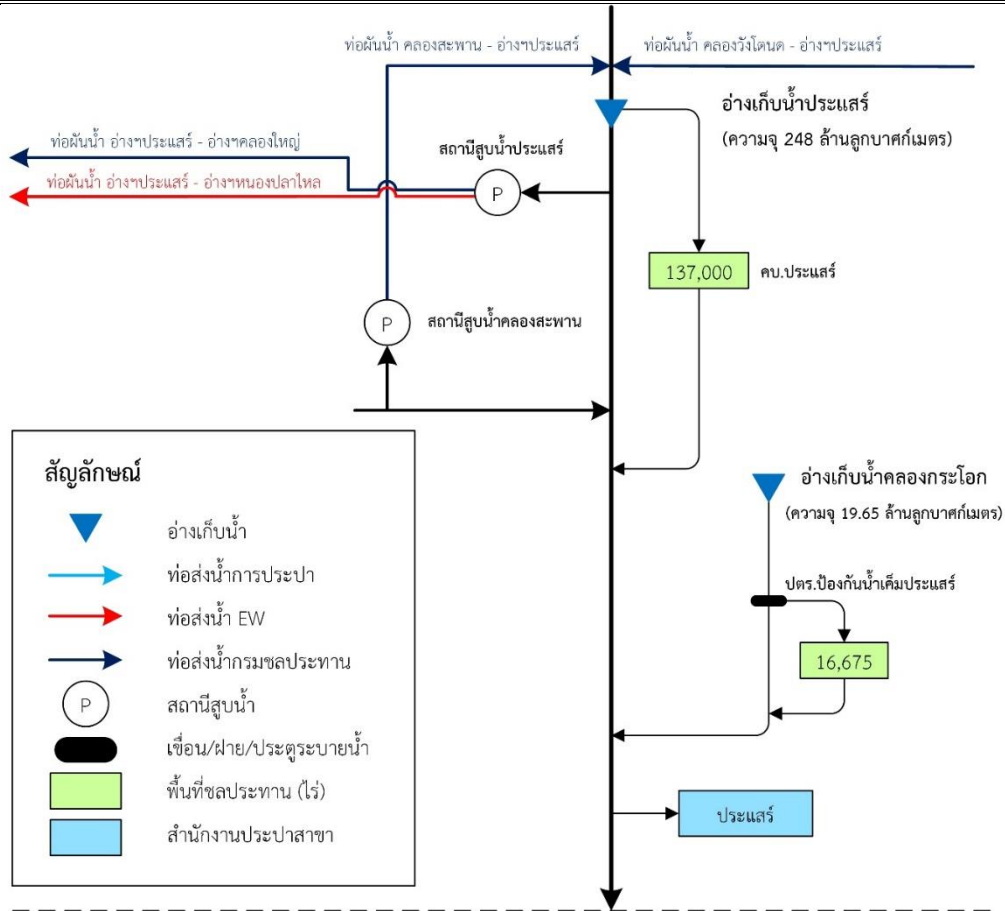 ท่อผันน้ำ คลองสะพาน - อ่างฯประแสร์
ท่อผันน้ำ คลองวังโตนด - อ่างฯประแสร์
อ่างเก็บน้ำประแสร์
(ความจุ 248 ล้านลูกบาศก์เมตร)
ท่อผันน้ำ อ่างฯประแสร์ - อ่างฯคลองใหญ่
สถานีสูบน้ำประแสร์
ท่อผันน้ำ อ่างฯประแสร์ - อ่างฯหนองปลาไหล
P
137,000
คบ.ประแสร์
P
สถานีสูบน้ำคลองสะพาน
อ่างเก็บน้ำคลองกระโอก
(ความจุ 19.65 ล้านลูกบาศก์เมตร)
ปตร.ป้องกันน้ำเค็มประแสร์
16,675
ประแสร์
สัญลักษณ์
อ่างเก็บน้ำ
ท่อส่งน้ำการประปา
ท่อส่งน้ำ EW
ท่อส่งน้ำกรมชลประทาน
P
สถานีสูบน้ำ
เขื่อน/ฝาย/ประตูระบายน้ำ
พื้นที่ชลประทาน (ไร่)
สำนักงานประปาสาขา